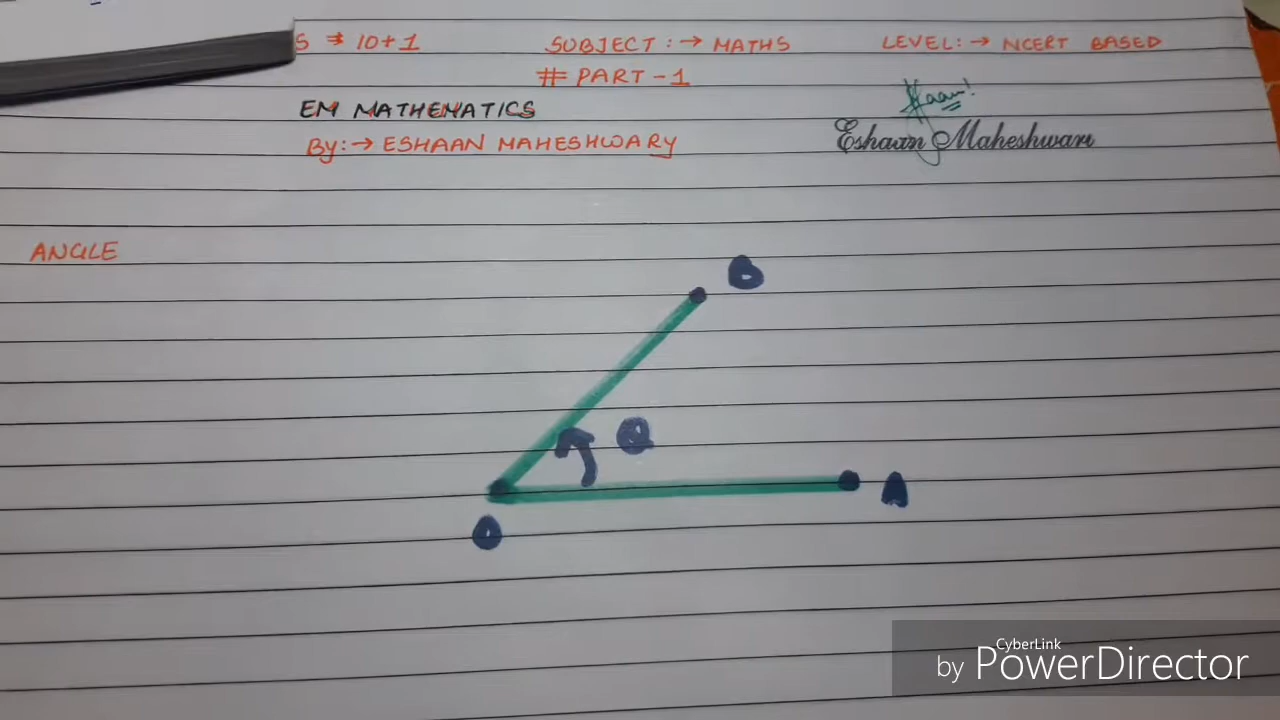 S → 10+1 SUBJECT :→ MATHS LEVEL:→ NCERT BASED
# PART-1
EM MATHEMATICS
By:→ ESHAAN MAHESHWARY
Eshaan Maheshwari
ANGLE
B
θ
A
O
CyberLink
by PowerDirector